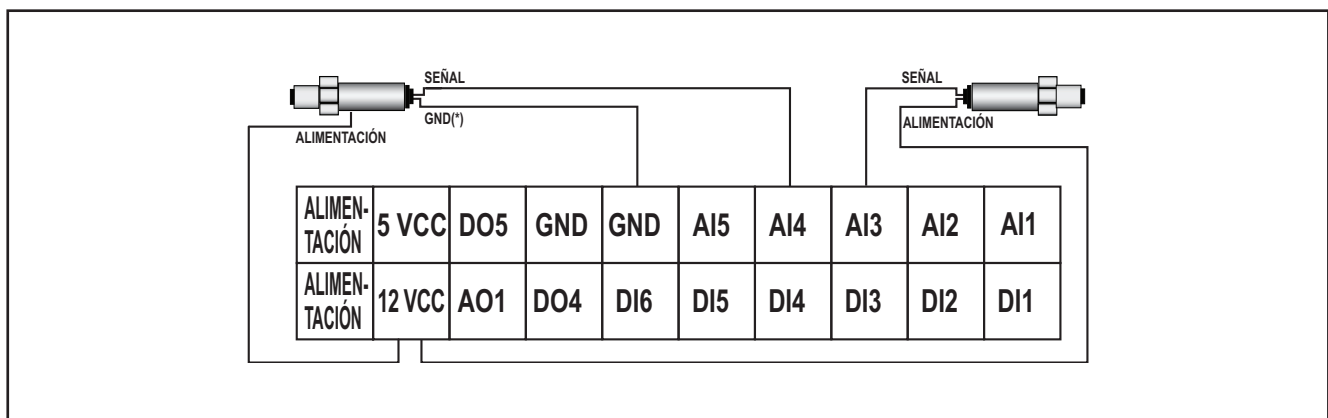 SEÑAL
SEÑAL
GND(*)
ALIMENTACIÓN
ALIMENTACIÓN
ALIMEN-
TACIÓN
5 VCC DO5 GND GND AI5 AI4 AI3 AI2 AI1
ALIMEN-
TACIÓN
12 VCC AO1 DO4 DI6 DI5 DI4 DI3 DI2 DI1